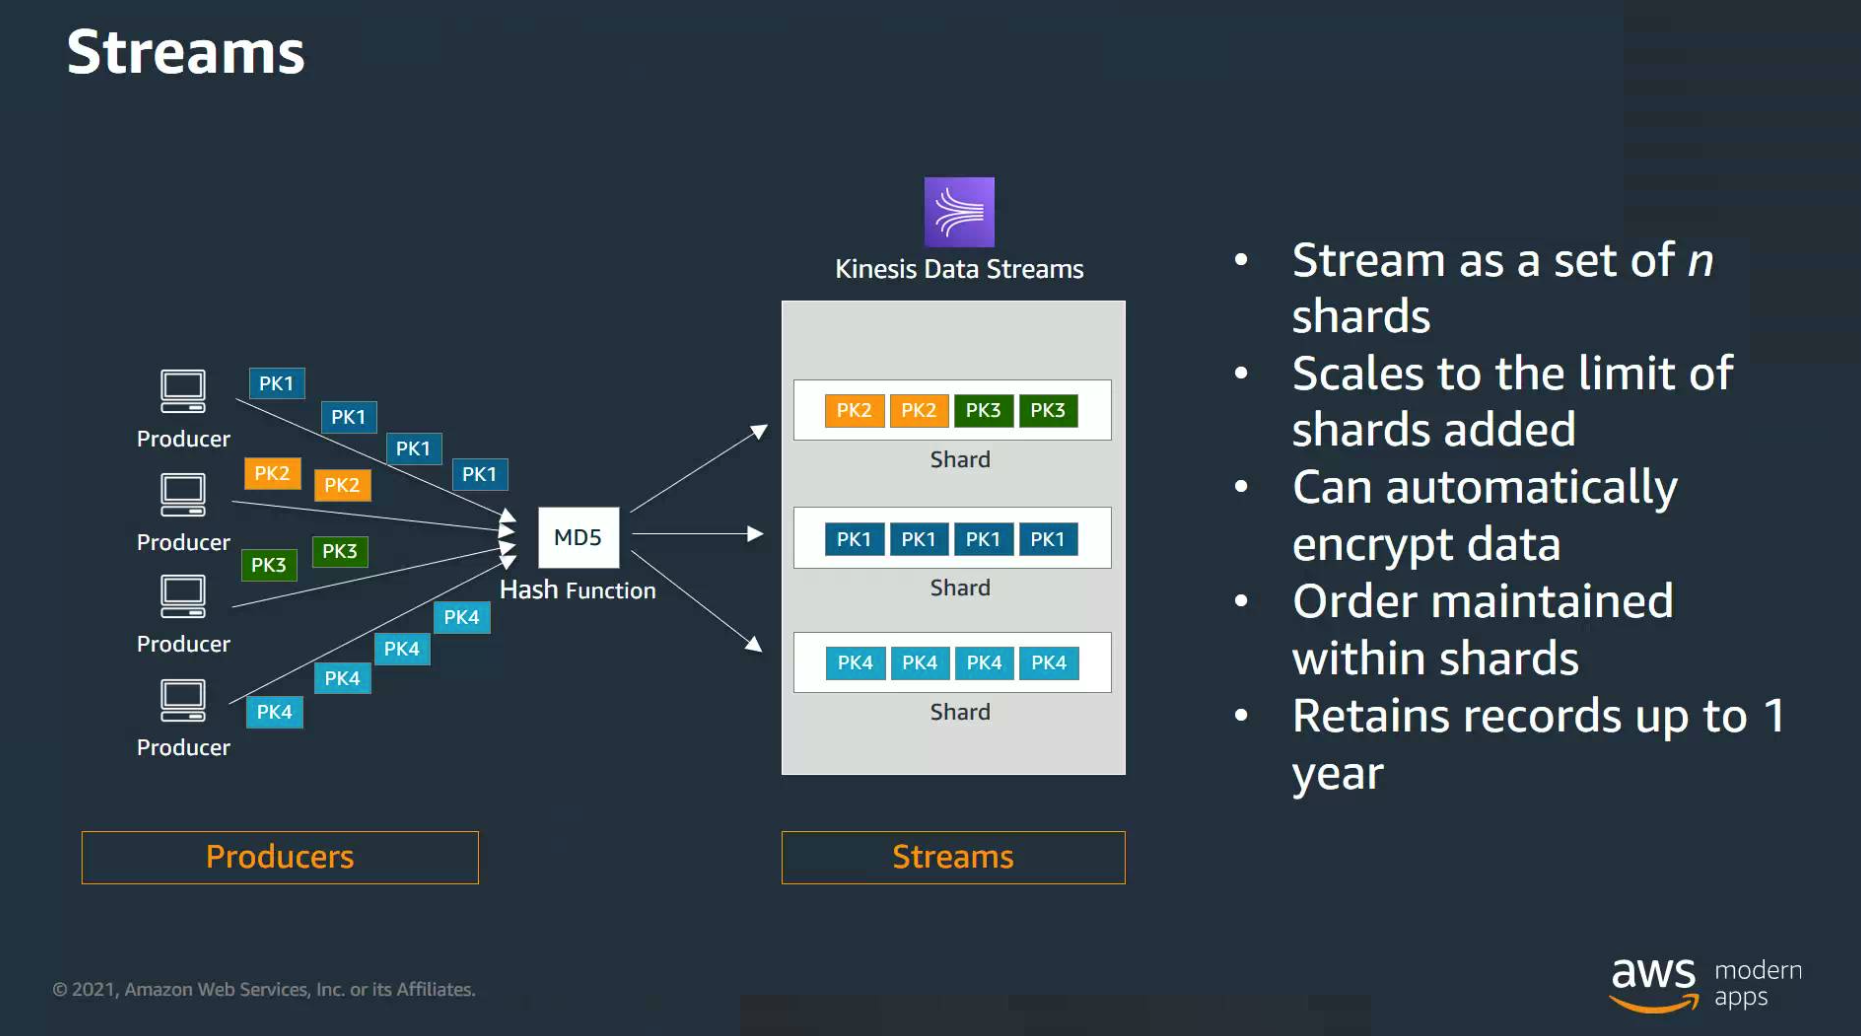 Streams
Kinesis Data Streams
• Stream as a set of n
shards
• Scales to the limit of
shards added
• Can automatically
encrypt data
• Order maintained
within shards
• Retains records up to 1
year
PK1
PK1
PK1
PK1
Producer
PK2
PK2
Producer
PK3
PK3
Producer
PK4
PK4
PK4
PK4
Producer
MD5
Hash Function
PK2 PK2 PK3 PK3
Shard
PK1 PK1 PK1 PK1
Shard
PK4 PK4 PK4 PK4
Shard
Producers
Streams
© 2021, Amazon Web Services, Inc. or its Affiliates.
aws
modern
apps